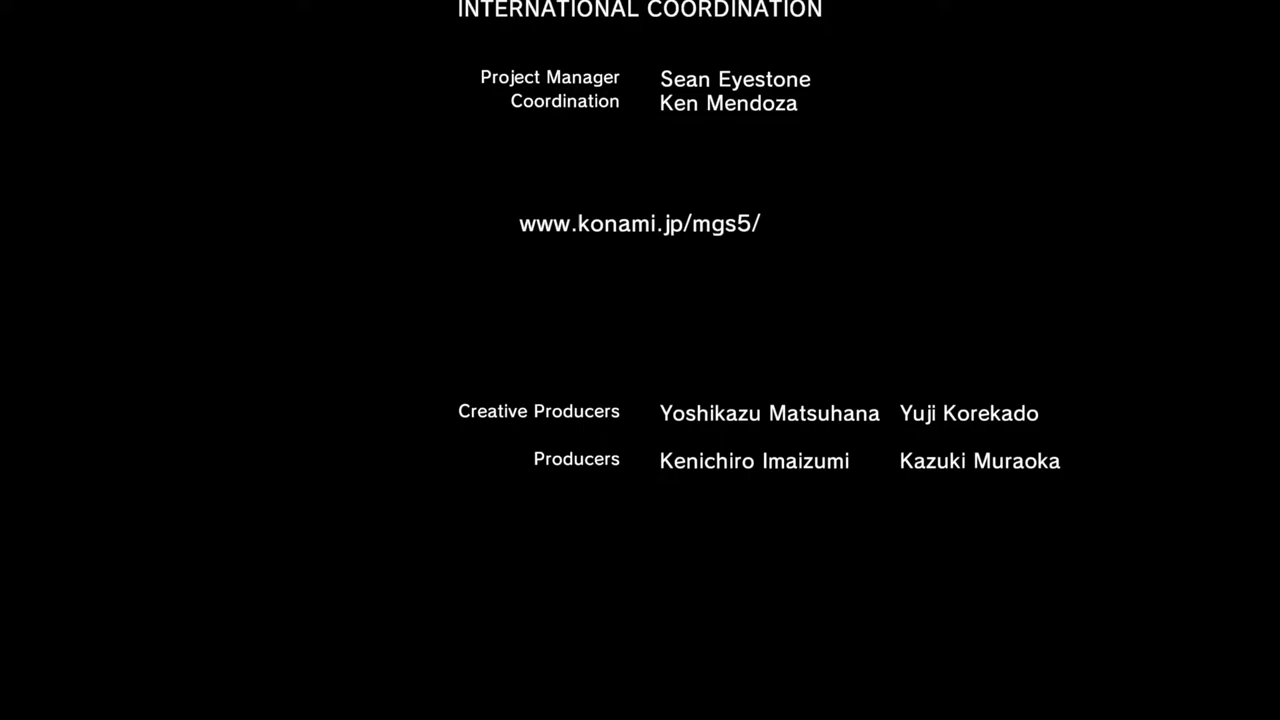 INTERNATIONAL COORDINATION
Project Manager Sean Eyestone
Coordination Ken Mendoza
www.konami.jp/mgs5/
Creative Producers Yoshikazu Matsuhana Yuji Korekado
Producers Kenichiro Imaizumi Kazuki Muraoka